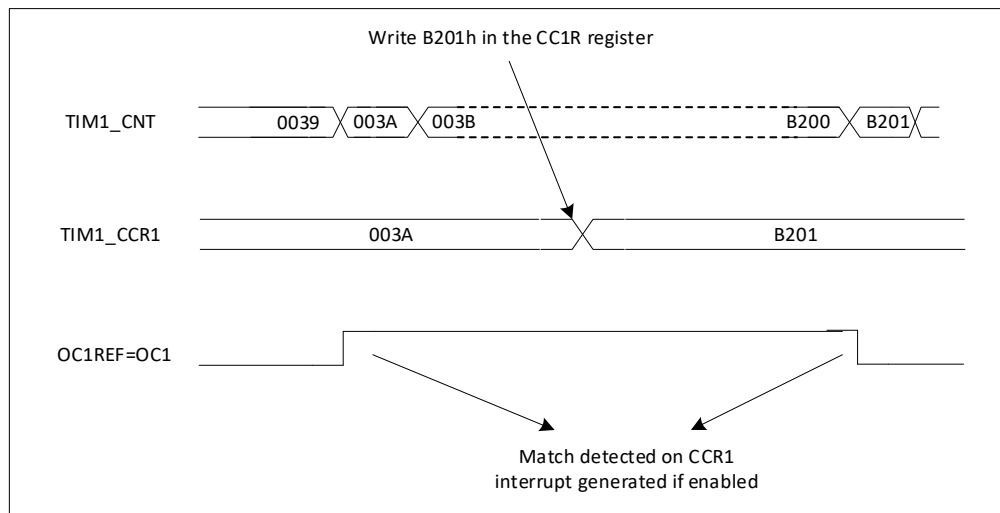 Write B201h in the CC1R register
TIM1_CNT 0039 003A 003B B200 B201
TIM1_CCR1 003A B201
OC1REF=OC1
Match detected on CCR1
interrupt generated if enabled